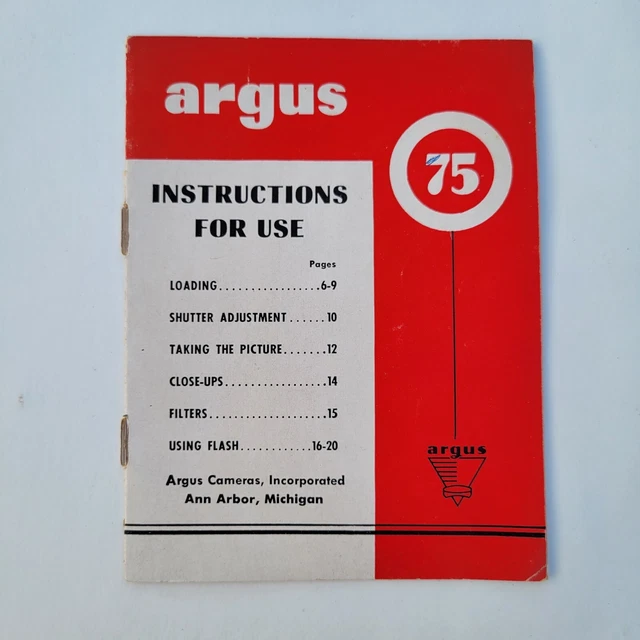 argus
75
INSTRUCTIONS
FOR USE
Pages
LOADING.................6-9
SHUTTER ADJUSTMENT......10
TAKING THE PICTURE.......12
CLOSE-UPS.................14
FILTERS...................15
USING FLASH............16-20
argus
Argus Cameras, Incorporated
Ann Arbor, Michigan